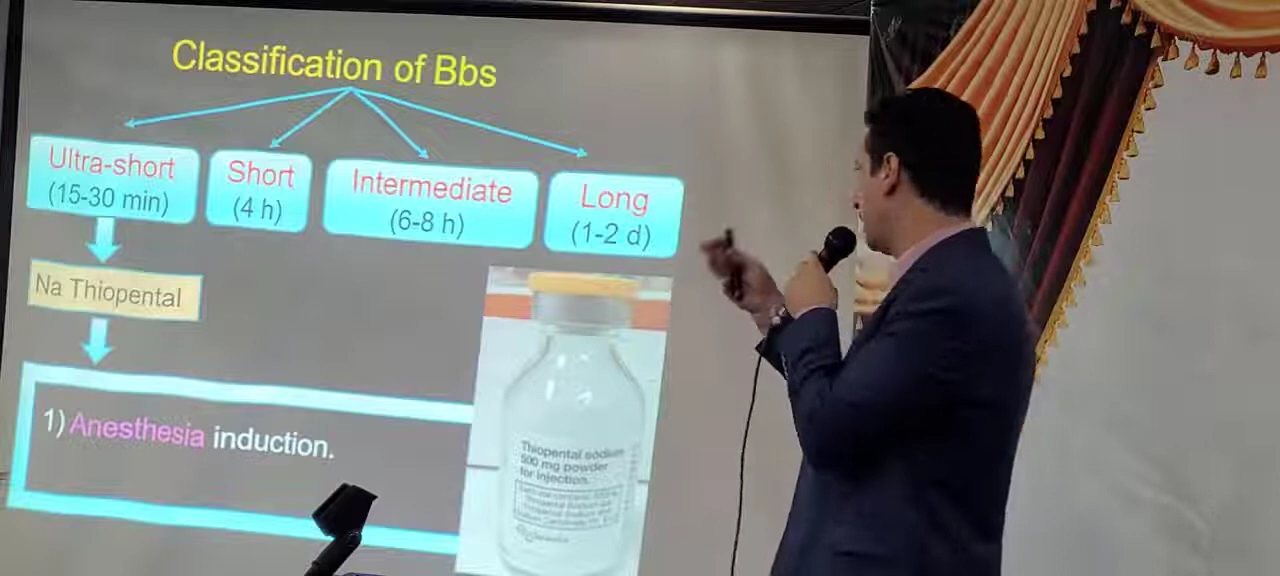 Classification of Bbs
Ultra-short
(15-30 min)
Short
(4 h)
Intermediate
(6-8 h)
Long
(1-2 d)
Na Thiopental
1) Anesthesia induction.
Thiopental sodium
500 mg powder
for injection.